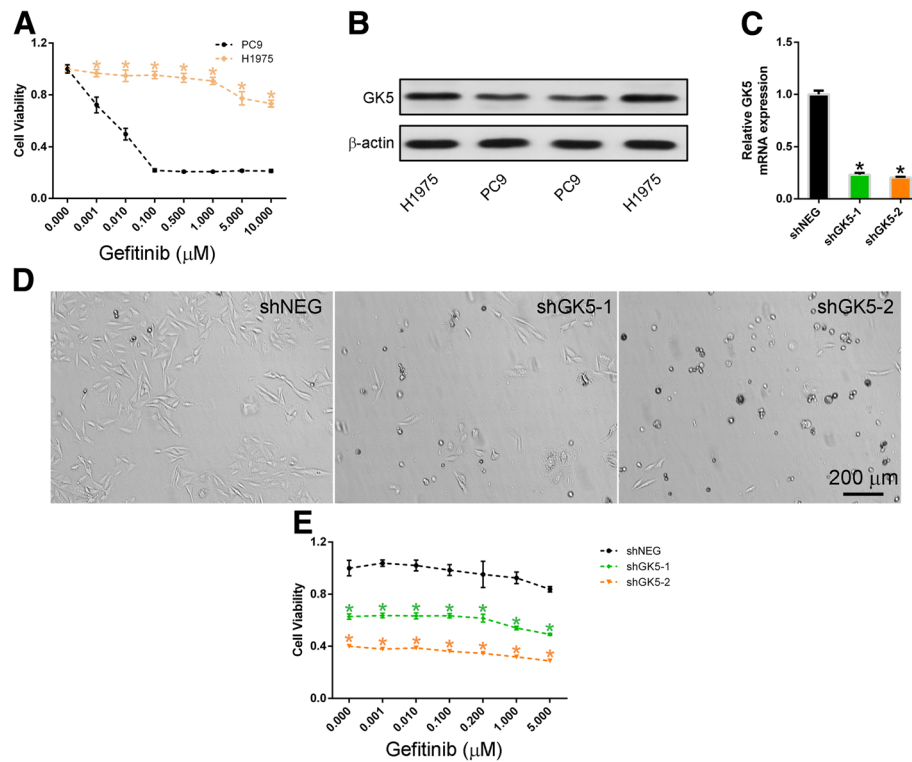 A
1.2
0.8
0.4
0.0
Cell Viability
PC9
H1975
* * * * * * *
0.000 0.001 0.010 0.100 0.500 1.000 5.000 10.000
Gefitinib (μM)
B
GK5
β-actin
H1975 PC9 PC9 H1975
C
1.5
1.0
0.5
0.0
Relative GK5
mRNA expression
* *
shNEG shGK5-1 shGK5-2
D
shNEG shGK5-1 shGK5-2
200 μm
E
1.2
0.8
0.4
0.0
Cell Viability
shNEG
shGK5-1
shGK5-2
* * * * * * *
* * * * * * *
0.000 0.001 0.010 0.100 0.200 1.000 5.000
Gefitinib (μM)